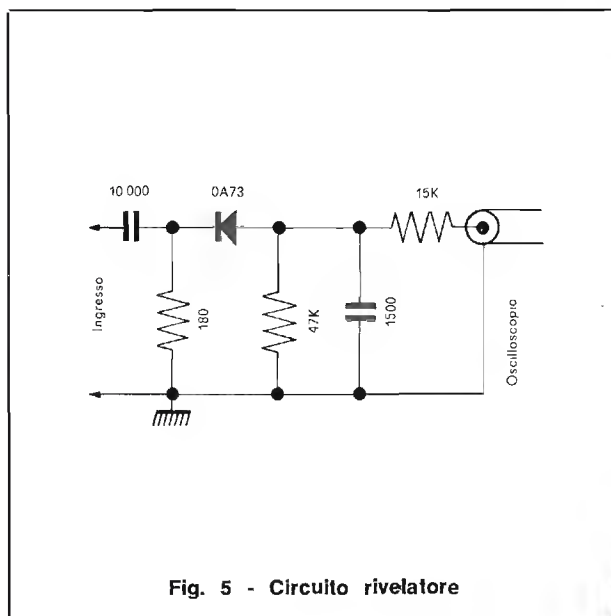 10 000
0A73
15K
Ingresso
180
47K
1500
Oscilloscopio
Fig. 5 - Circuito rivelatore